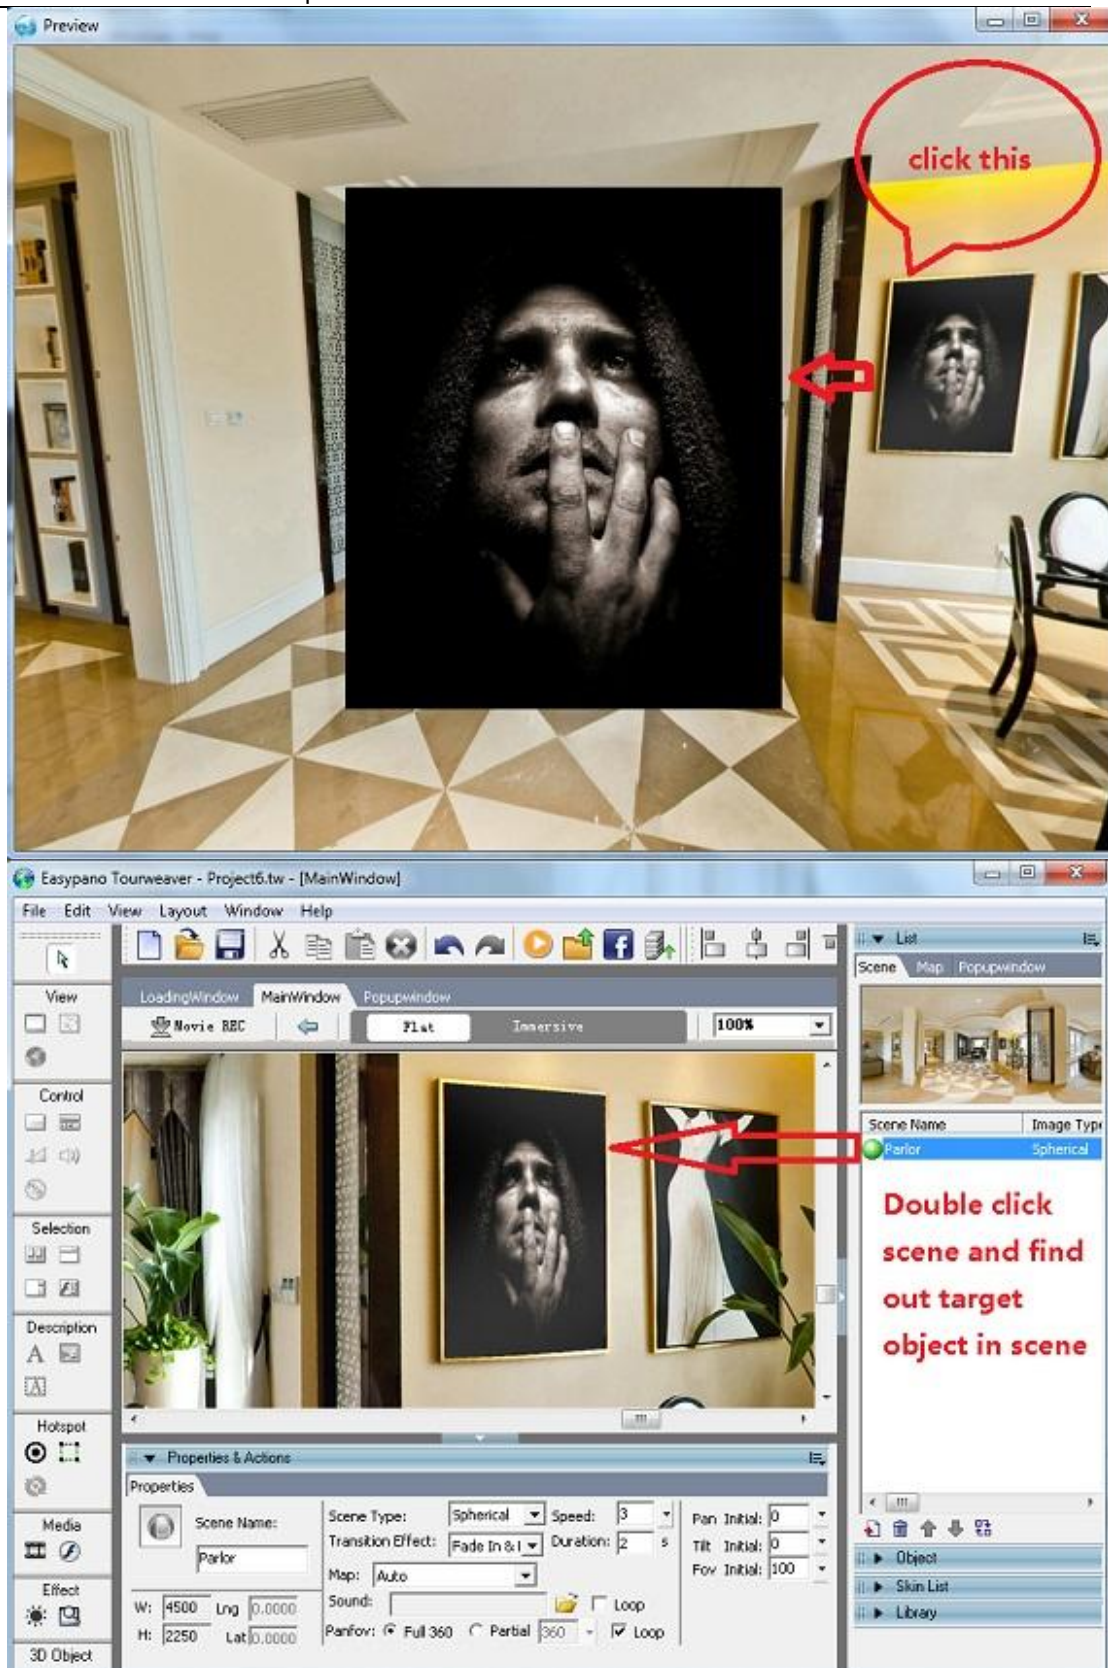 Preview
click this
Easypano Tourweaver - Project6.tw - [MainWindow]
File Edit View Layout Window Help
List
Scene Map Popupwindow
View
LoadingWindow MainWindow Popupwindow
Movie REC Flat Immersive 100%
Control
Scene Name Image Type
Parlor Spherical
Double click
scene and find
out target
object in scene
Selection
Description
Hotspot
Properties & Actions
Properties
Scene Name:
Parlor
Scene Type: Spherical Speed: 3 Pan Initial: 0
Transition Effect: Fade In & Duration: 2 s Tilt Initial: 0
Map: Auto Fov Initial: 100
Sound: Loop
W: 4500 Lng 0.0000
Panfov: Full 360 Partial 360 Loop
H: 2250 Lat 0.0000
Media
Effect
3D Object
Object
Skin List
Library